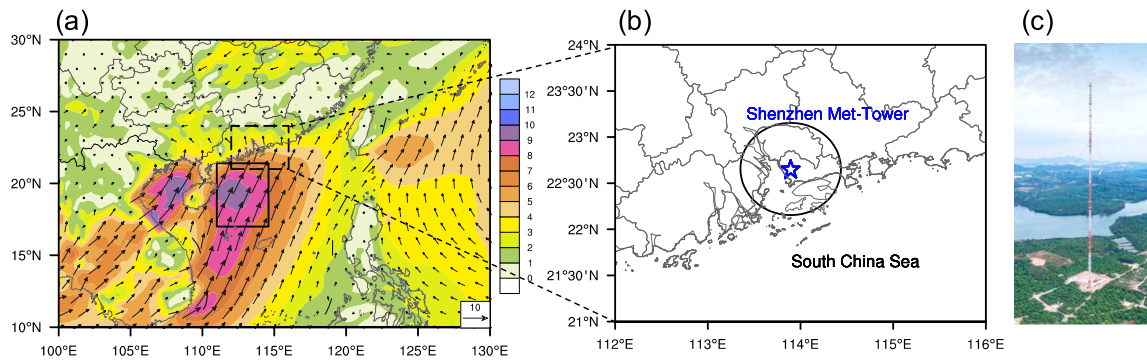 (a)
30°N
25°N
20°N
15°N
10°N
100°E
105°E
110°E
115°E
120°E
125°E
130°E
10
12
11
10
9
8
7
6
5
4
3
2
1
0
(b)
24°N
23°30'N
23°N
22°30'N
22°N
21°30'N
21°N
112°E
113°E
114°E
115°E
116°E
Shenzhen Met-Tower
South China Sea
(c)